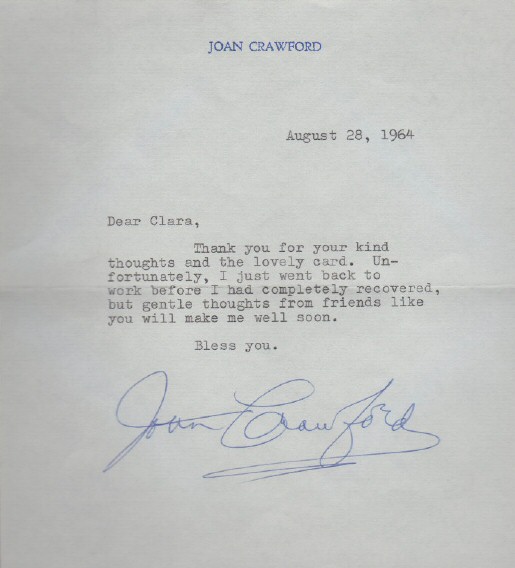 JOAN CRAWFORD
August 28, 1964
Dear Clara,
Thank you for your kind
thoughts and the lovely card. Un-
fortunately, I just went back to
work before I had completely recovered,
but gentle thoughts from friends like
you will make me well soon.
Bless you.
Joan Crawford